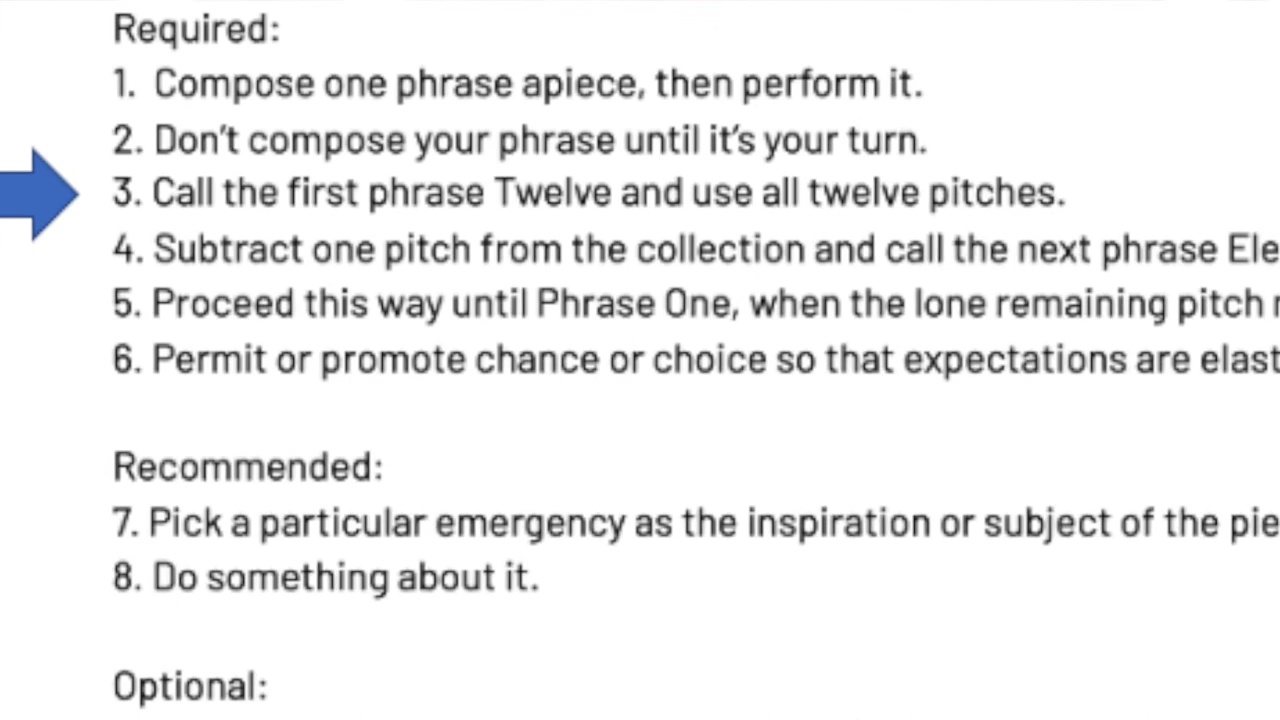 Required:
1. Compose one phrase apiece, then perform it.
2. Don't compose your phrase until it's your turn.
3. Call the first phrase Twelve and use all twelve pitches.
4. Subtract one pitch from the collection and call the next phrase Ele
5. Proceed this way until Phrase One, when the lone remaining pitch
6. Permit or promote chance or choice so that expectations are elast
Recommended:
7. Pick a particular emergency as the inspiration or subject of the pie
8. Do something about it.
Optional: